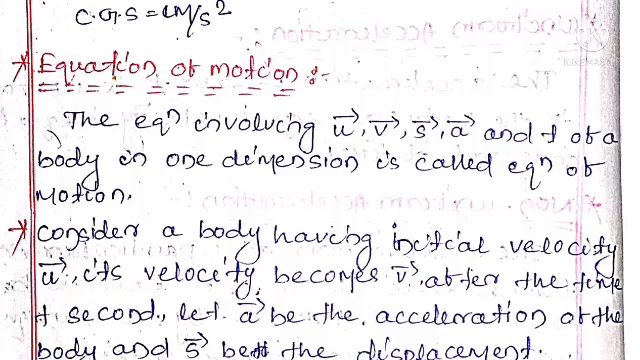 C.G.S = cm/s²
* Equation of motion :-
The eqⁿ involving u⃗, v⃗, s⃗, a⃗ and t of a
body in one dimension is called eqⁿ of
motion.
* Consider a body having initial velocity
u⃗, its velocity becomes v⃗, after the time
t second, let a⃗ be the acceleration of the
body and s⃗ be the displacement.